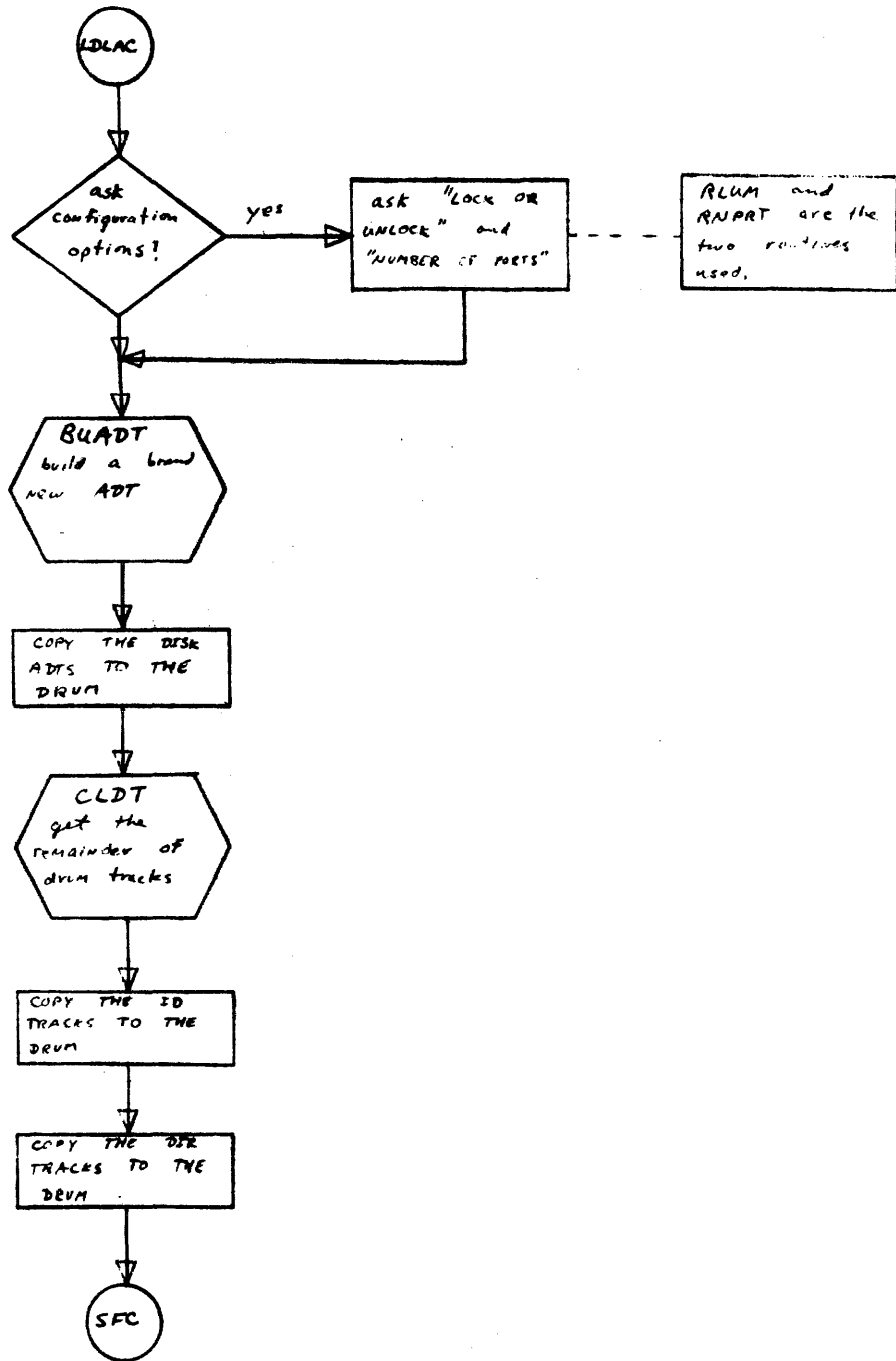 LDLAC
ask
configuration
options?
yes
ask "LOCK OR
UNLOCK" and
"NUMBER OF PORTS"
RLUM and
RNPRT are the
two routines
used.
BUADT
build a brand
NEW ADT
COPY THE DISK
ADTS TO THE
DRUM
CLDT
get the
remainder of
drum tracks
COPY THE ID
TRACKS TO THE
DRUM
COPY THE DIR
TRACKS TO THE
DRUM
SFC